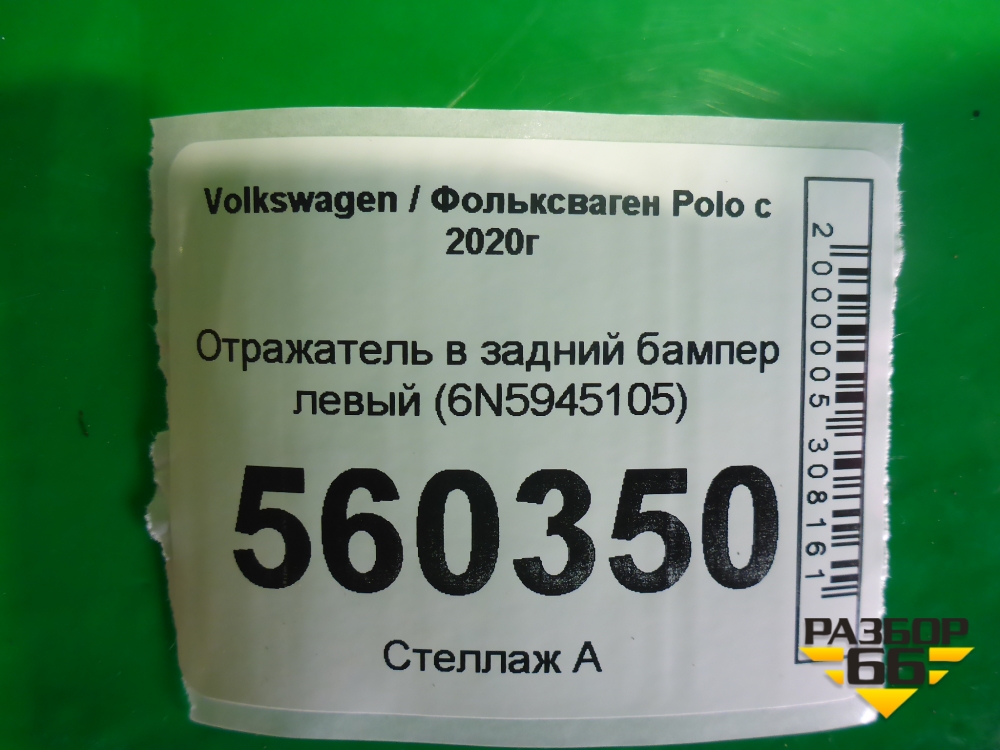 Volkswagen / Фольксваген Polo с
2020г
Отражатель в задний бампер
левый (6N5945105)
560350
Стеллаж А
2000005308161
РАЗБОР
66